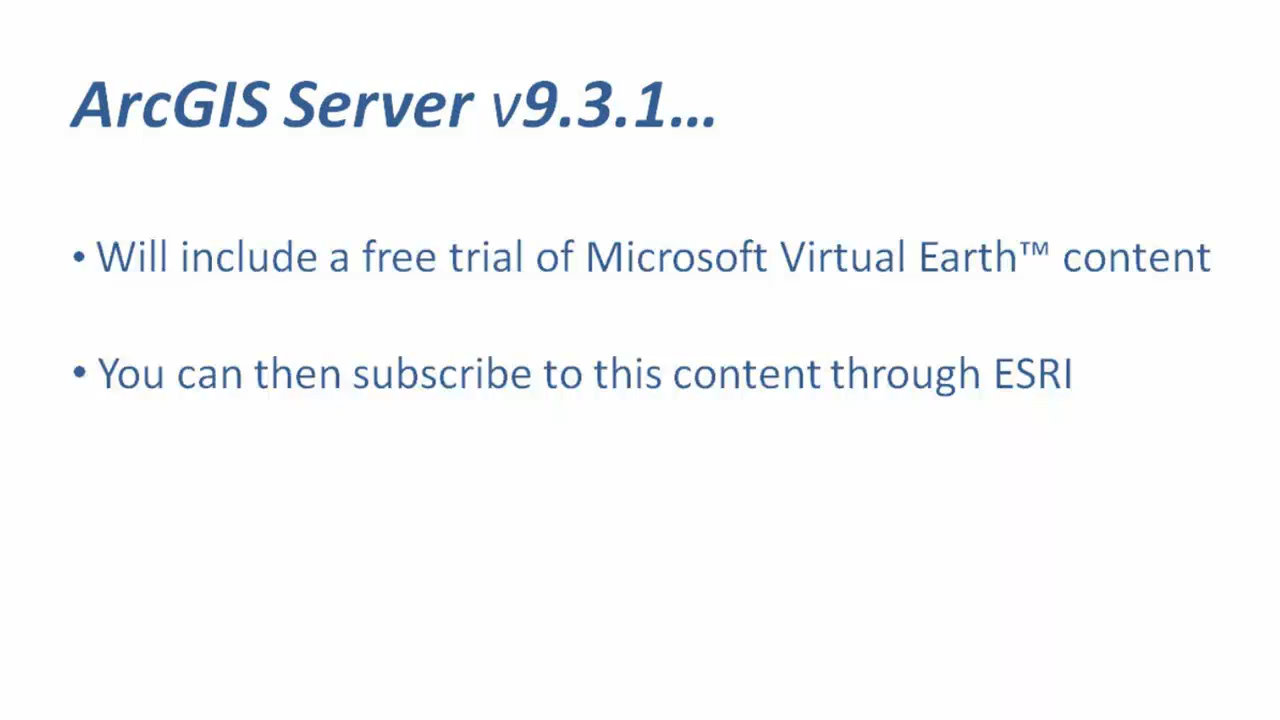 ArcGIS Server v9.3.1...
• Will include a free trial of Microsoft Virtual Earth™ content
• You can then subscribe to this content through ESRI